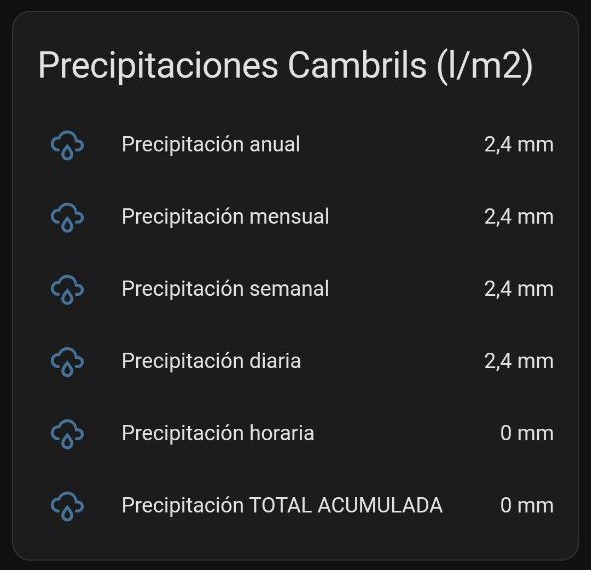 Precipitaciones Cambrils (l/m2)
Precipitación anual 2,4 mm
Precipitación mensual 2,4 mm
Precipitación semanal 2,4 mm
Precipitación diaria 2,4 mm
Precipitación horaria 0 mm
Precipitación TOTAL ACUMULADA 0 mm